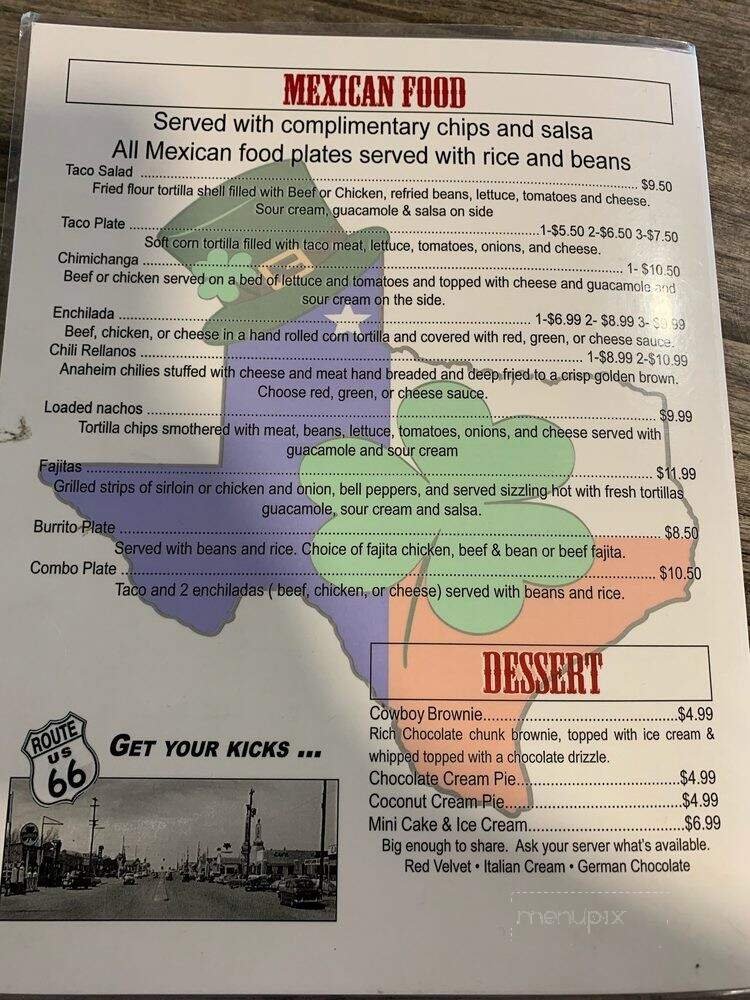 MEXICAN FOOD
Served with complimentary chips and salsa
All Mexican food plates served with rice and beans
Taco Salad ........ $9.50
Fried flour tortilla shell filled with Beef or Chicken, refried beans, lettuce, tomatoes and cheese.
Sour cream, guacamole & salsa on side
Taco Plate ........ 1-$5.50 2-$6.50 3-$7.50
Soft corn tortilla filled with taco meat, lettuce, tomatoes, onions, and cheese.
Chimichanga ........ 1- $10.50
Beef or chicken served on a bed of lettuce and tomatoes and topped with cheese and guacamole and
sour cream on the side.
Enchilada ........ 1-$6.99 2- $8.99 3-
Beef, chicken, or cheese in a hand rolled corn tortilla and covered with red, green, or cheese sauce.
Chili Rellanos ........ 1-$8.99 2-$10.99
Anaheim chilies stuffed with cheese and meat hand breaded and deep fried to a crisp golden brown.
Choose red, green, or cheese sauce.
Loaded nachos ........ $9.99
Tortilla chips smothered with meat, beans, lettuce, tomatoes, onions, and cheese served with
guacamole and sour cream
Fajitas ........ $11.99
Grilled strips of sirloin or chicken and onion, bell peppers, and served sizzling hot with fresh tortillas
guacamole, sour cream and salsa.
Burrito Plate ........ $8.50
Served with beans and rice. Choice of fajita chicken, beef & bean or beef fajita.
Combo Plate ........ $10.50
Taco and 2 enchiladas ( beef, chicken, or cheese) served with beans and rice.
DESSERT
Cowboy Brownie........$4.99
Rich Chocolate chunk brownie, topped with ice cream &
whipped topped with a chocolate drizzle.
Chocolate Cream Pie........$4.99
Coconut Cream Pie........$4.99
Mini Cake & Ice Cream........$6.99
Big enough to share. Ask your server what's available.
Red Velvet • Italian Cream • German Chocolate
ROUTE
US
66
GET YOUR KICKS ...
CAFE
menupix